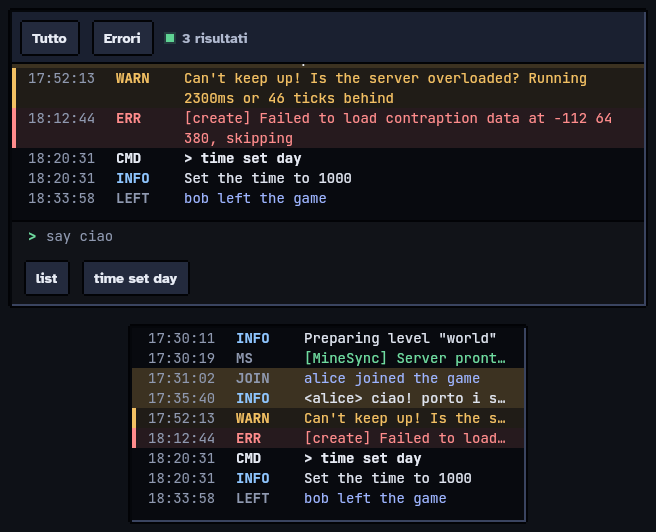 Tutto Errori 3 risultati
17:52:13 WARN Can't keep up! Is the server overloaded? Running
2300ms or 46 ticks behind
18:12:44 ERR [create] Failed to load contraption data at -112 64
380, skipping
18:20:31 CMD > time set day
18:20:31 INFO Set the time to 1000
18:33:58 LEFT bob left the game
> say ciao
list time set day
17:30:11 INFO Preparing level "world"
17:30:19 MS [MineSync] Server pront…
17:31:02 JOIN alice joined the game
17:35:40 INFO <alice> ciao! porto i s…
17:52:13 WARN Can't keep up! Is the s…
18:12:44 ERR [create] Failed to load…
18:20:31 CMD > time set day
18:20:31 INFO Set the time to 1000
18:33:58 LEFT bob left the game